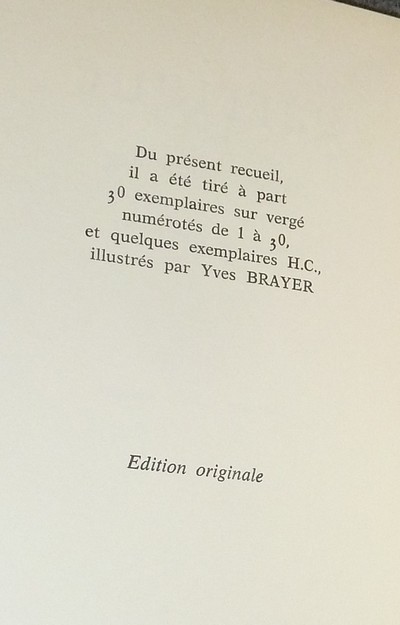 Du présent recueil,
il a été tiré à part
30 exemplaires sur vergé
numérotés de 1 à 30,
et quelques exemplaires H.C.,
illustrés par Yves BRAYER
Edition originale